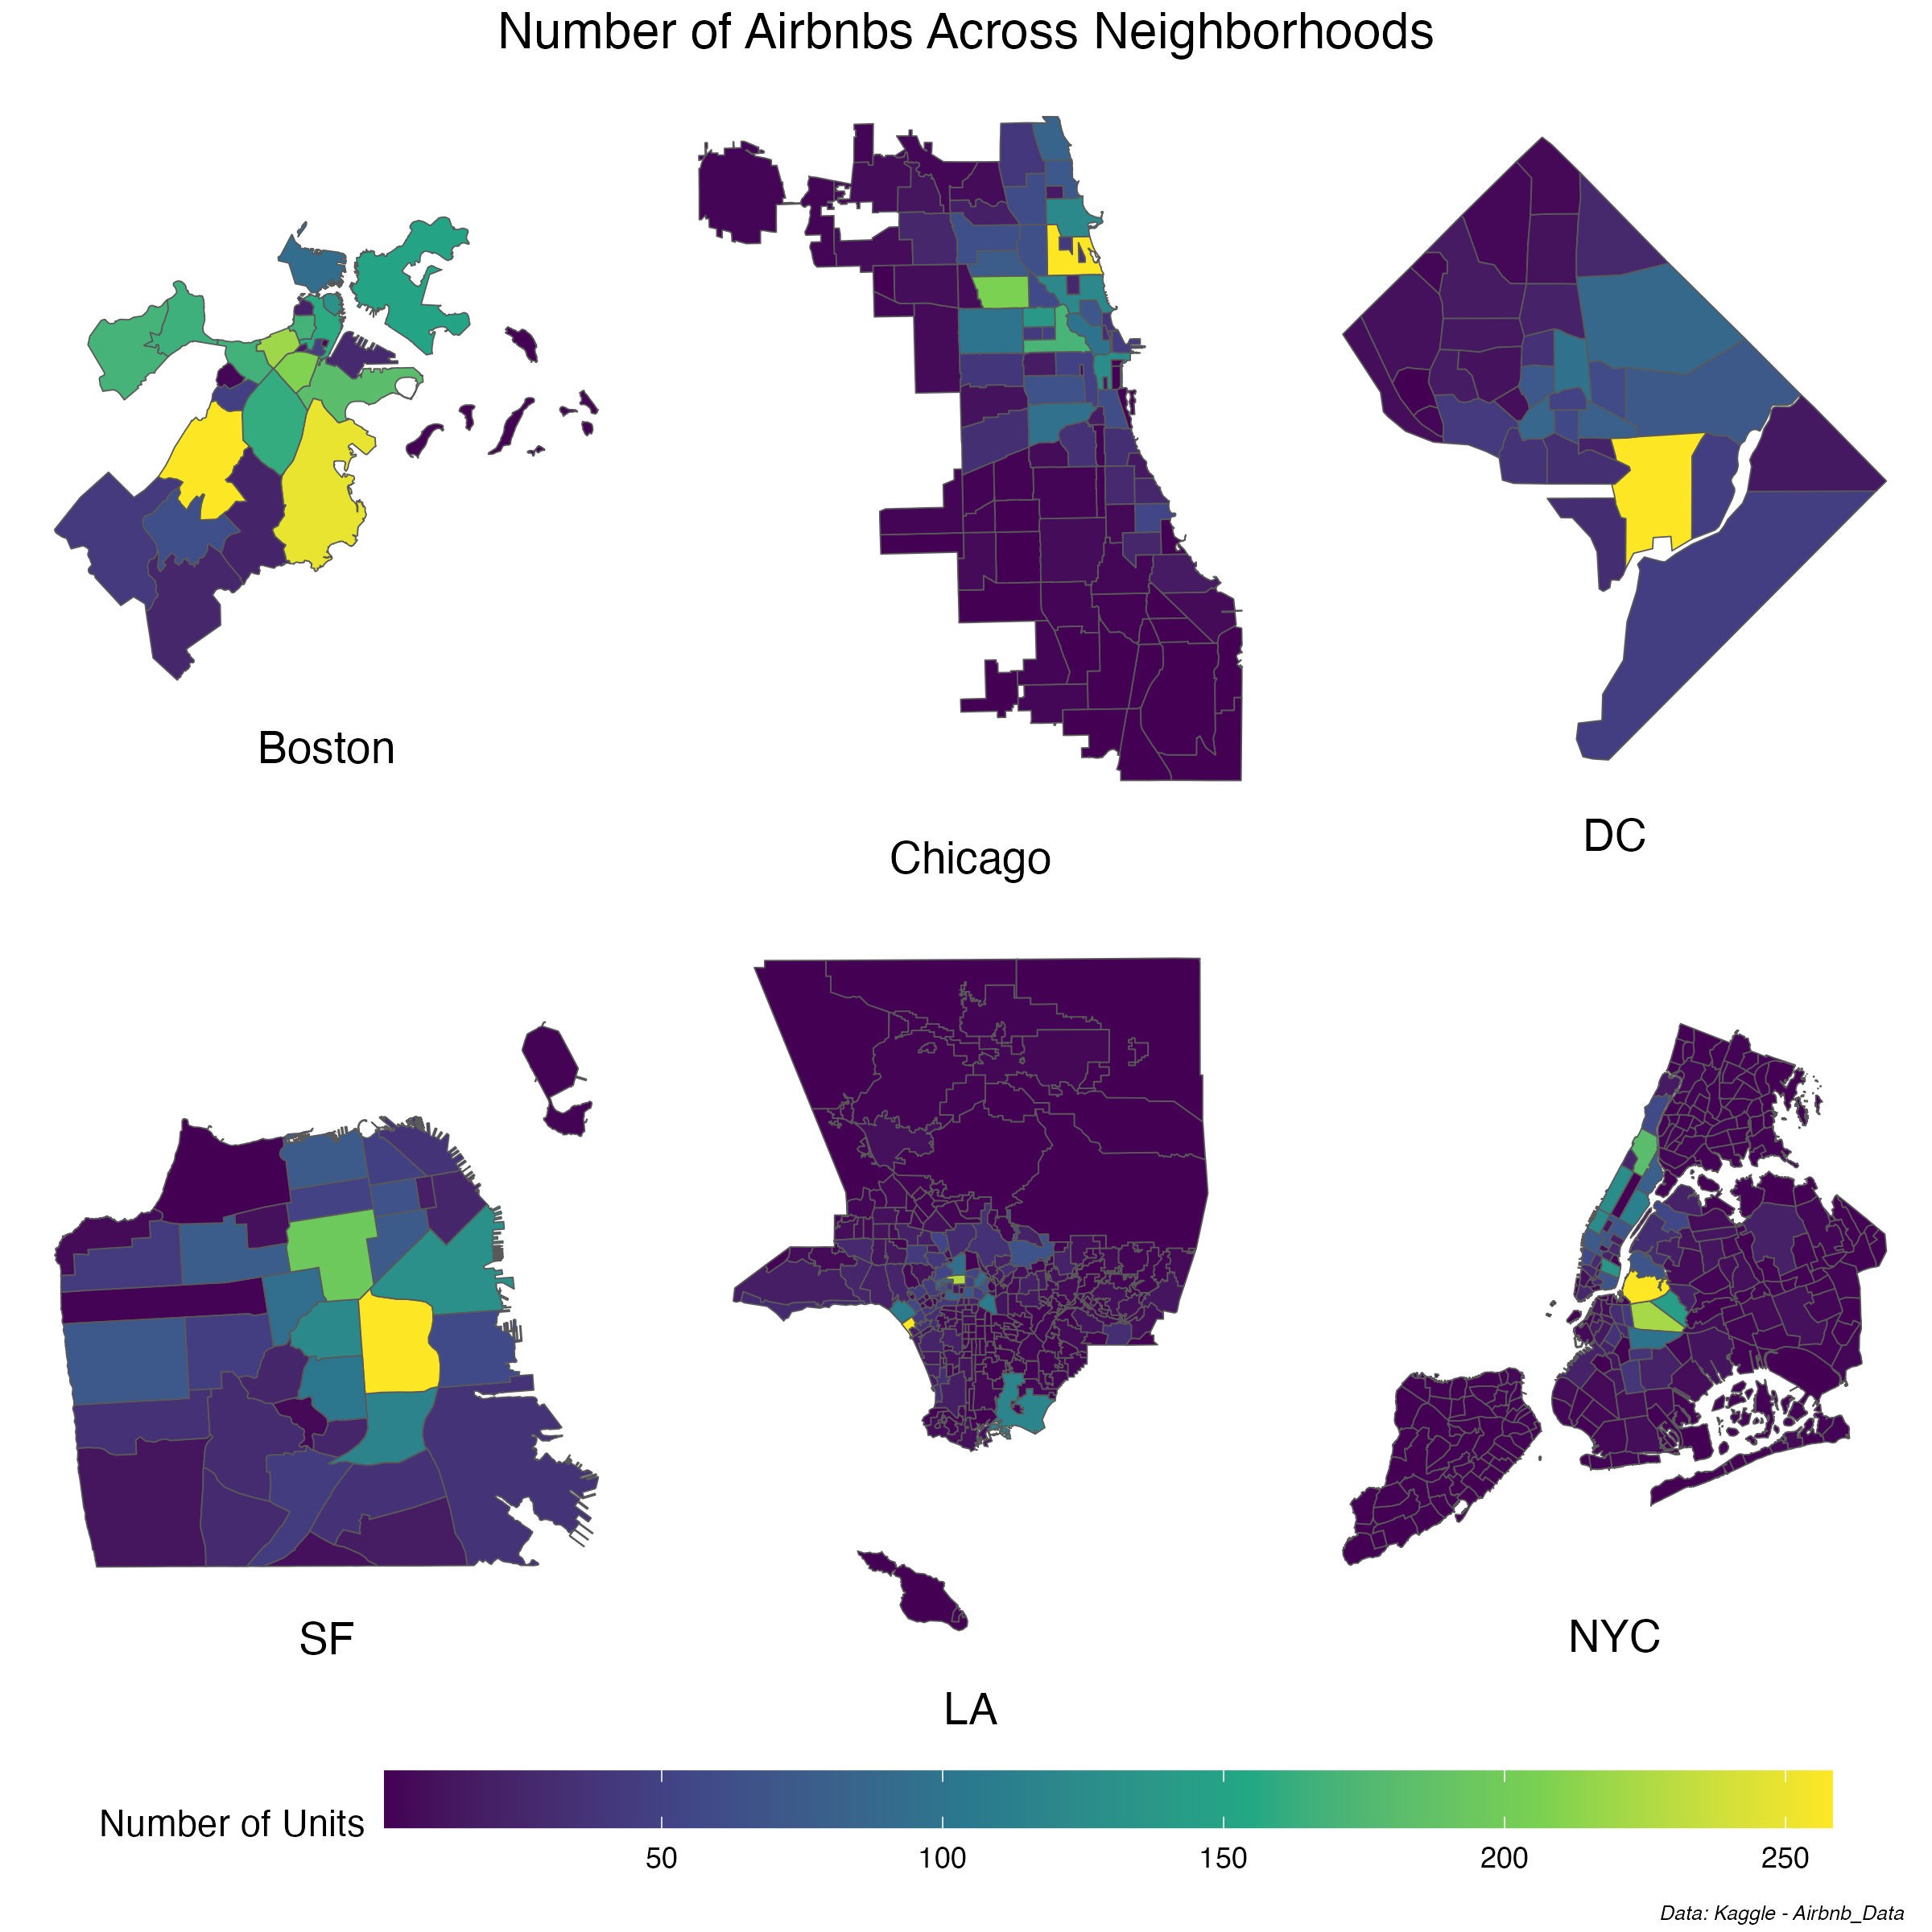 Number of Airbnbs Across Neighborhoods
Boston
Chicago
DC
SF
LA
NYC
Number of Units
50 100 150 200 250
Data: Kaggle - Airbnb_Data